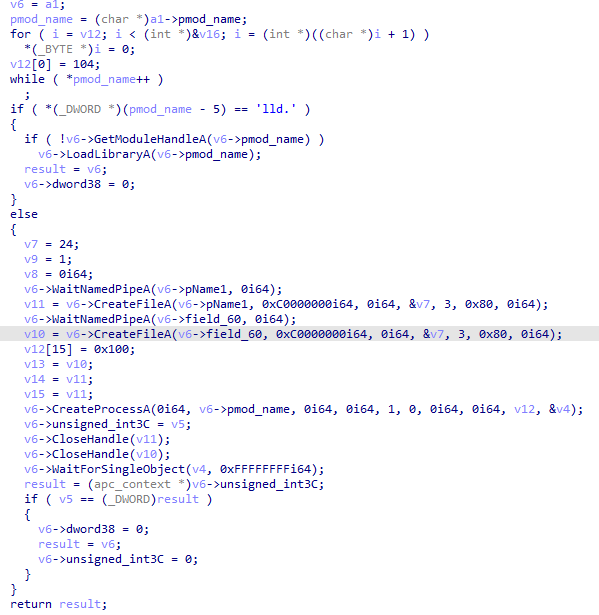 v6 = a1;
pmod_name = (char *)a1->pmod_name;
for ( i = v12; i < (int *)&v16; i = (int *)((char *)i + 1) )
*(_BYTE *)i = 0;
v12[0] = 104;
while ( *pmod_name++ )
;
if ( *(_DWORD *)(pmod_name - 5) == 'lld.' )
{
if ( !v6->GetModuleHandleA(v6->pmod_name) )
v6->LoadLibraryA(v6->pmod_name);
result = v6;
v6->dword38 = 0;
}
else
{
v7 = 24;
v9 = 1;
v8 = 0i64;
v6->WaitNamedPipeA(v6->pName1, 0i64);
v11 = v6->CreateFileA(v6->pName1, 0xC0000000i64, 0i64, &v7, 3, 0x80, 0i64);
v6->WaitNamedPipeA(v6->field_60, 0i64);
v10 = v6->CreateFileA(v6->field_60, 0xC0000000i64, 0i64, &v7, 3, 0x80, 0i64);
v12[15] = 0x100;
v13 = v10;
v14 = v11;
v15 = v11;
v6->CreateProcessA(0i64, v6->pmod_name, 0i64, 0i64, 1, 0, 0i64, 0i64, v12, &v4);
v6->unsigned_int3C = v5;
v6->CloseHandle(v11);
v6->CloseHandle(v10);
v6->WaitForSingleObject(v4, 0xFFFFFFFFi64);
result = (apc_context *)v6->unsigned_int3C;
if ( v5 == (_DWORD)result )
{
v6->dword38 = 0;
result = v6;
v6->unsigned_int3C = 0;
}
}
return result;